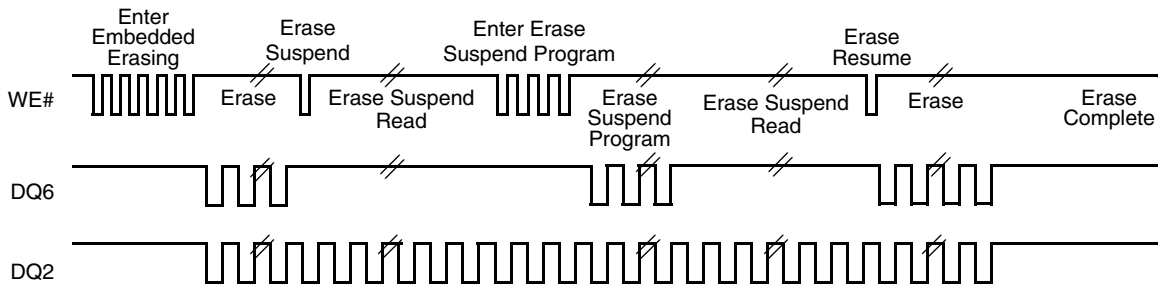 Enter
Embedded
Erasing
Erase
Suspend
Enter Erase
Suspend Program
Erase
Resume
WE#
Erase
Erase Suspend
Read
Erase
Suspend
Program
Erase Suspend
Read
Erase
Erase
Complete
DQ6
DQ2